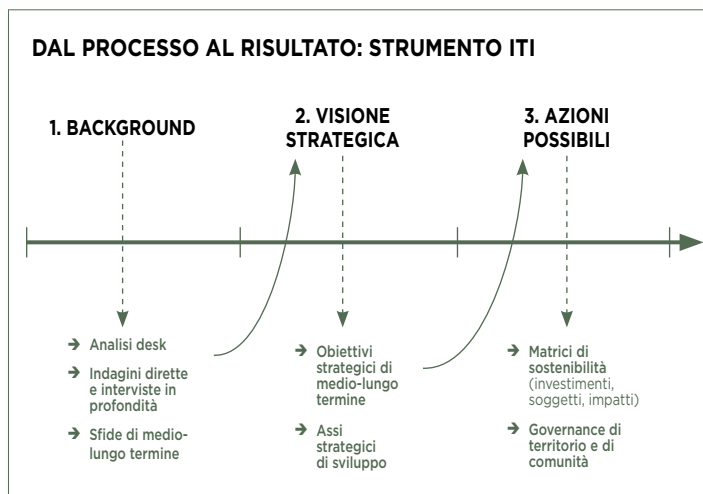 DAL PROCESSO AL RISULTATO: STRUMENTO ITI
1. BACKGROUND
2. VISIONE
STRATEGICA
3. AZIONI
POSSIBILI
➔ Analisi desk
➔ Indagini dirette
e interviste in
profondità
➔ Sfide di medio-
lungo termine
➔ Obiettivi
strategici di
medio-lungo
termine
➔ Assi
strategici
di sviluppo
➔ Matrici di
sostenibilità
(investimenti,
soggetti, impatti)
➔ Governance di
territorio e di
comunità